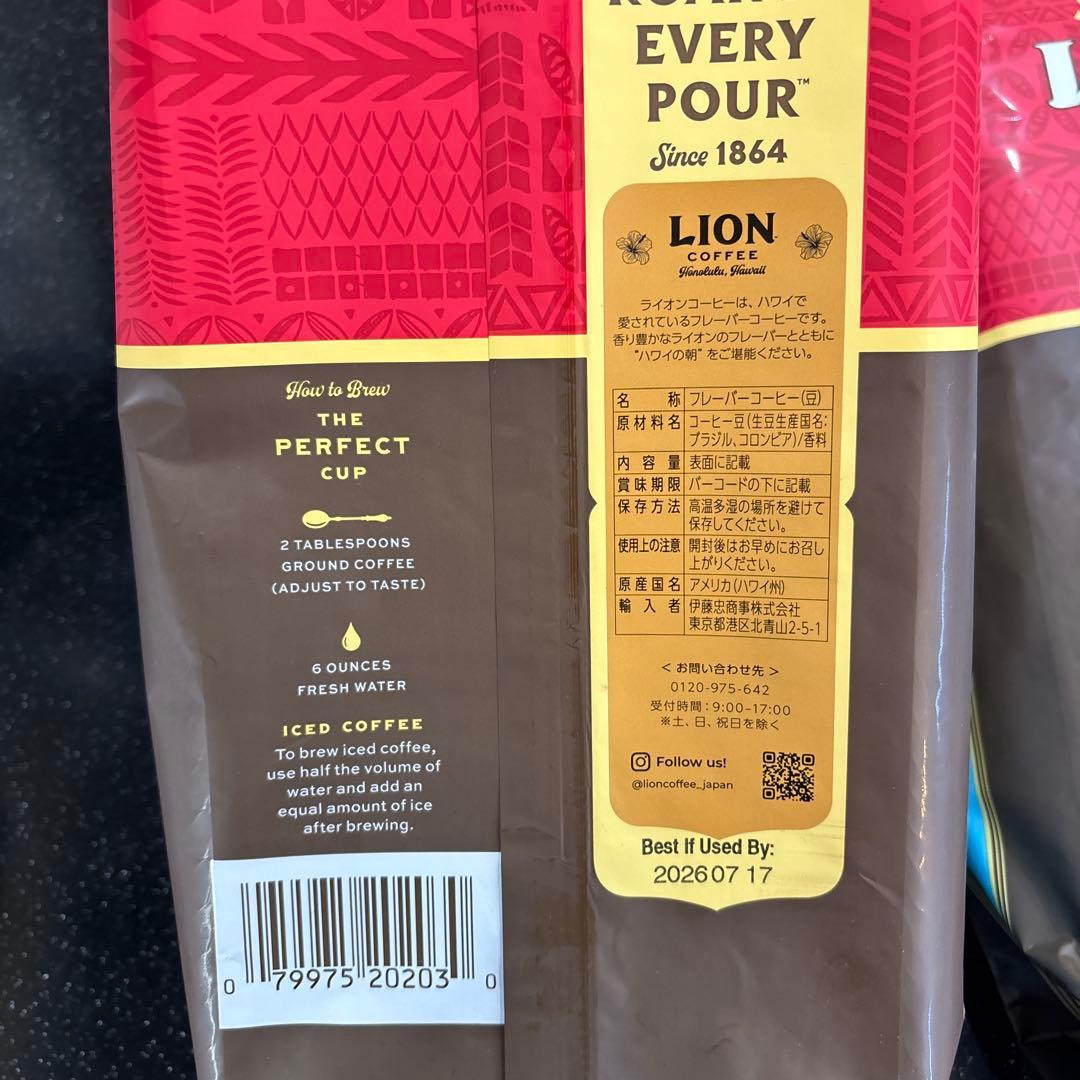 How to Brew
THE
PERFECT
CUP
2 TABLESPOONS
GROUND COFFEE
(ADJUST TO TASTE)
6 OUNCES
FRESH WATER
ICED COFFEE
To brew iced coffee,
use half the volume of
water and add an
equal amount of ice
after brewing.
0 79975 20203 0
EVERY
POUR™
Since 1864
LION
COFFEE
Honolulu, Hawaii
ライオンコーヒーは、ハワイで
愛されているフレーバーコーヒーです。
香り豊かなライオンのフレーバーとともに
"ハワイの朝" をご堪能ください。
名 称 フレーバーコーヒー(豆)
原材料名 コーヒー豆(生豆生産国名:
ブラジル、コロンビア)/香料
内容量 表面に記載
賞味期限 バーコードの下に記載
保存方法 高温多湿の場所を避けて
保存してください。
使用上の注意 開封後はお早めにお召し
上がりください。
原産国名 アメリカ(ハワイ州)
輸入者 伊藤忠商事株式会社
東京都港区北青山2-5-1
< お問い合わせ先 >
0120-975-642
受付時間:9:00-17:00
※土、日、祝日を除く
Follow us!
@lioncoffee_japan
Best If Used By:
2026 07 17